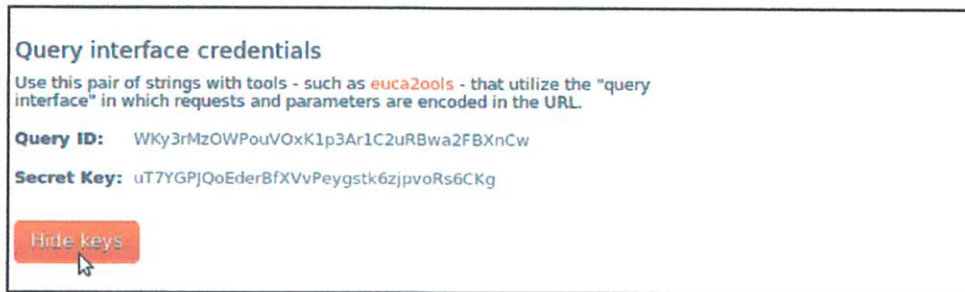 Query interface credentials
Use this pair of strings with tools - such as euca2ools - that utilize the "query
interface" in which requests and parameters are encoded in the URL.
Query ID: WKy3rMzOWPouVOxK1p3Ar1C2uRBwa2FBXnCw
Secret Key: uT7YGPJQoEderBfXVvPeygstk6zjpvoRs6CKg
Hide keys